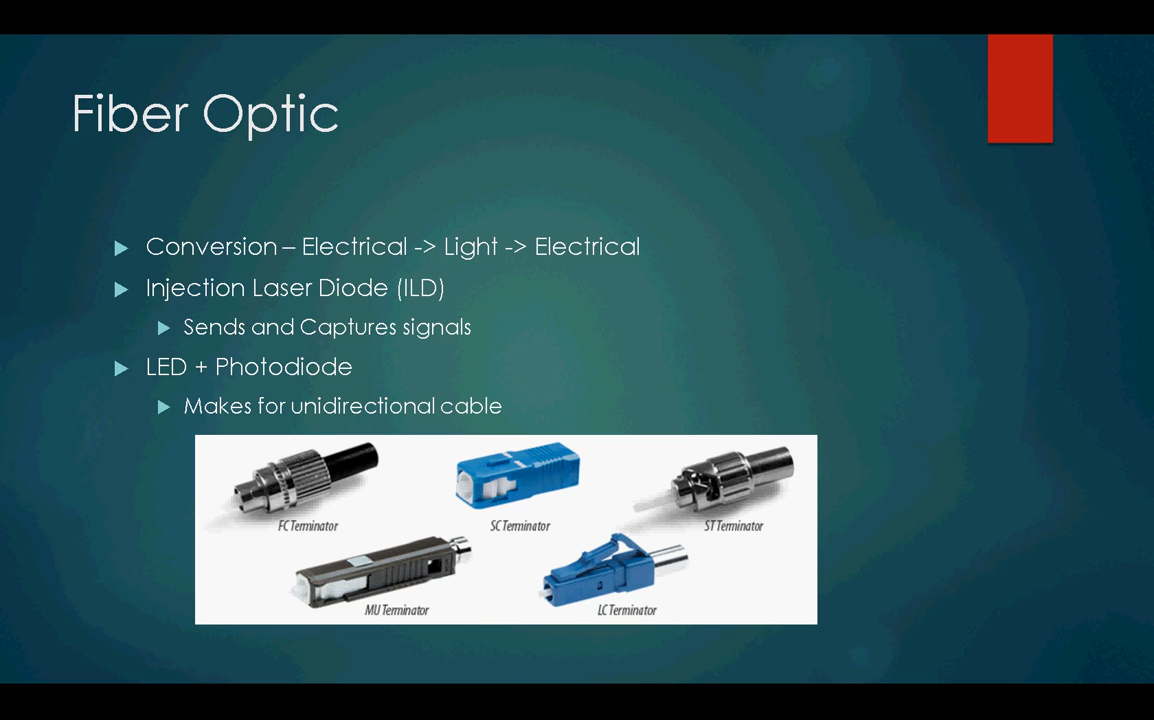 Fiber Optic
Conversion – Electrical -> Light -> Electrical
Injection Laser Diode (ILD)
Sends and Captures signals
LED + Photodiode
Makes for unidirectional cable
FC Terminator
SC Terminator
ST Terminator
MU Terminator
LC Terminator